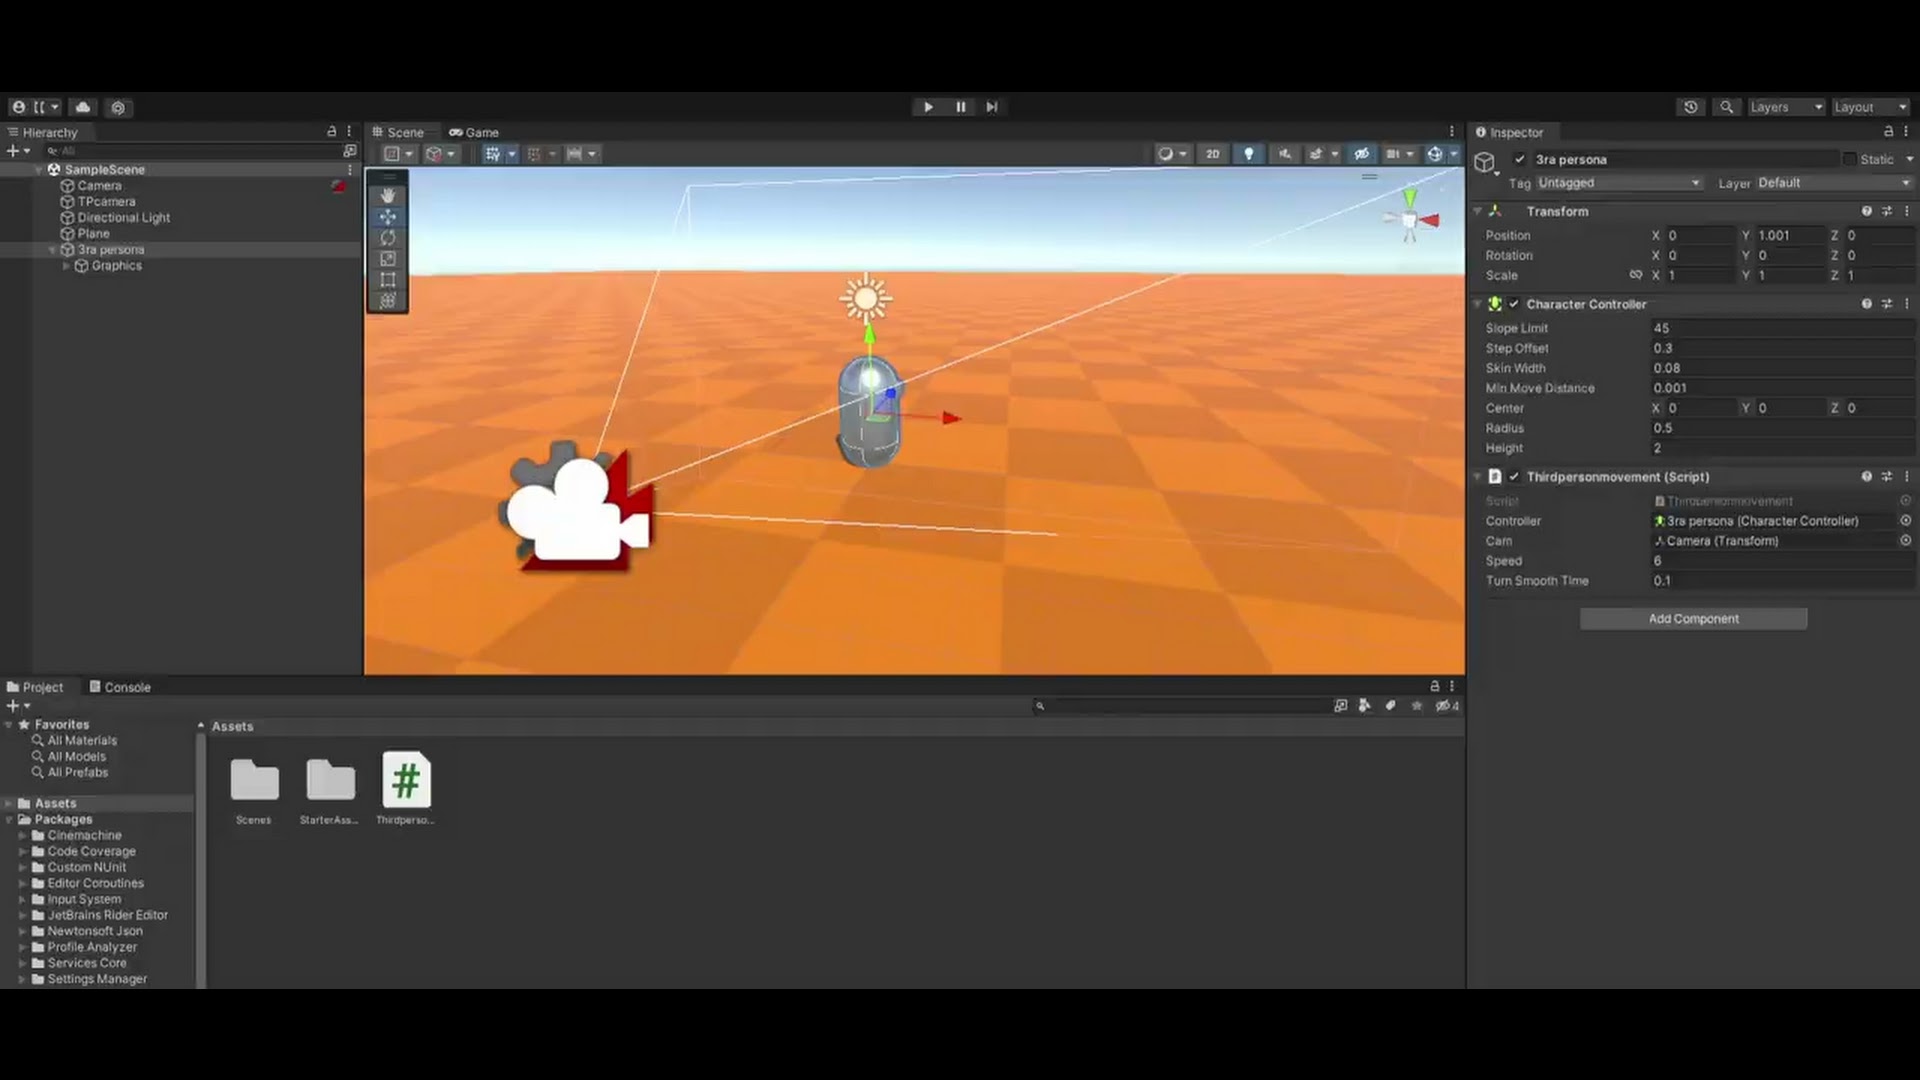 Layers
Layout
Hierarchy
All
SampleScene
Camera
TPcamera
Directional Light
Plane
3ra persona
Graphics
Scene
Game
2D
Inspector
3ra persona
Static
Tag Untagged
Layer Default
Transform
Position X 0 Y 1.001 Z 0
Rotation X 0 Y 0 Z 0
Scale X 1 Y 1 Z 1
Character Controller
Slope Limit 45
Step Offset 0.3
Skin Width 0.08
Min Move Distance 0.001
Center X 0 Y 0 Z 0
Radius 0.5
Height 2
Thirdpersonmovement (Script)
Script Thirdpersonmovement
Controller 3ra persona (Character Controller)
Cam Camera (Transform)
Speed 6
Turn Smooth Time 0.1
Add Component
Project
Console
4
Favorites
All Materials
All Models
All Prefabs
Assets
Packages
Cinemachine
Code Coverage
Custom NUnit
Editor Coroutines
Input System
JetBrains Rider Editor
Newtonsoft Json
Profile Analyzer
Services Core
Settings Manager
Assets
Scenes
StarterAss...
Thirdperso...